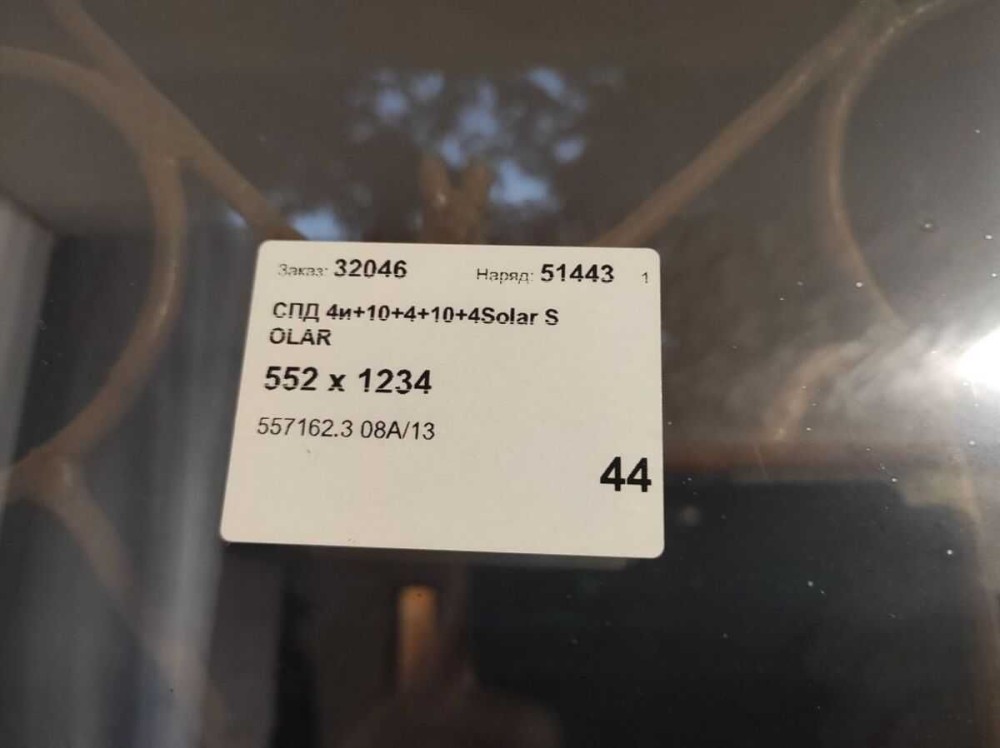 Заказ: 32046 Наряд: 51443 1
СПД 4и+10+4+10+4Solar S
OLAR
552 x 1234
557162.3 08A/13
44